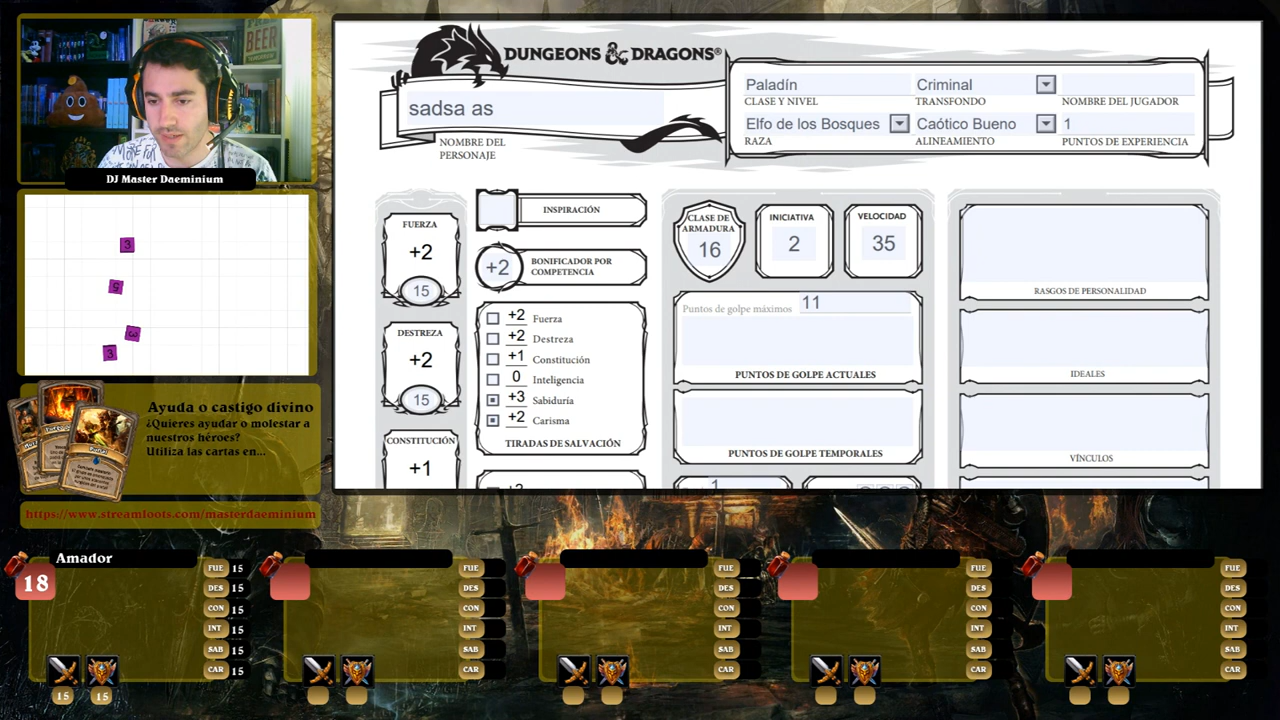 BEER
DJ Master Daeminium
3
5
3
3
Ayuda o castigo divino
¿Quieres ayudar o molestar a
nuestros héroes?
Utiliza las cartas en...
https://www.streamloots.com/masterdaeminium
DUNGEONS & DRAGONS®
sadsa as
NOMBRE DEL
PERSONAJE
Paladín
Criminal
CLASE Y NIVEL
TRANSFONDO
NOMBRE DEL JUGADOR
Elfo de los Bosques
Caótico Bueno
1
RAZA
ALINEAMIENTO
PUNTOS DE EXPERIENCIA
FUERZA
+2
15
DESTREZA
+2
15
CONSTITUCIÓN
+1
INSPIRACIÓN
+2
BONIFICADOR POR
COMPETENCIA
+2 Fuerza
+2 Destreza
+1 Constitución
0 Inteligencia
+3 Sabiduría
+2 Carisma
TIRADAS DE SALVACIÓN
CLASE DE
ARMADURA
16
INICIATIVA
2
VELOCIDAD
35
Puntos de golpe máximos 11
PUNTOS DE GOLPE ACTUALES
PUNTOS DE GOLPE TEMPORALES
RASGOS DE PERSONALIDAD
IDEALES
VÍNCULOS
Amador
18
FUE 15
DES 15
CON 15
INT 15
SAB 15
CAR 15
15 15
FUE
DES
CON
INT
SAB
CAR
FUE
DES
CON
INT
SAB
CAR
FUE
DES
CON
INT
SAB
CAR
FUE
DES
CON
INT
SAB
CAR